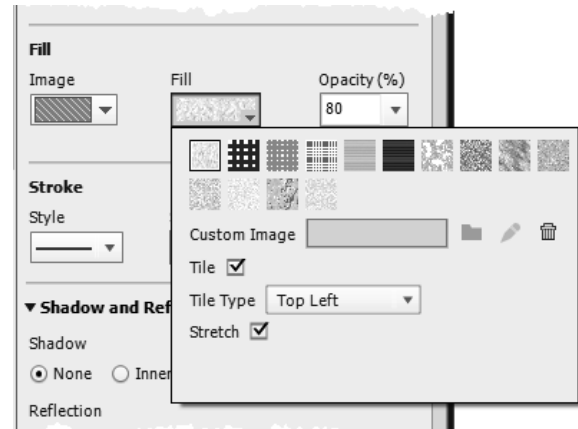 Fill
Image Fill Opacity (%)
80
Stroke
Style
Custom Image
Tile
Tile Type Top Left
Stretch
Shadow and Ref
Shadow
None Inner
Reflection